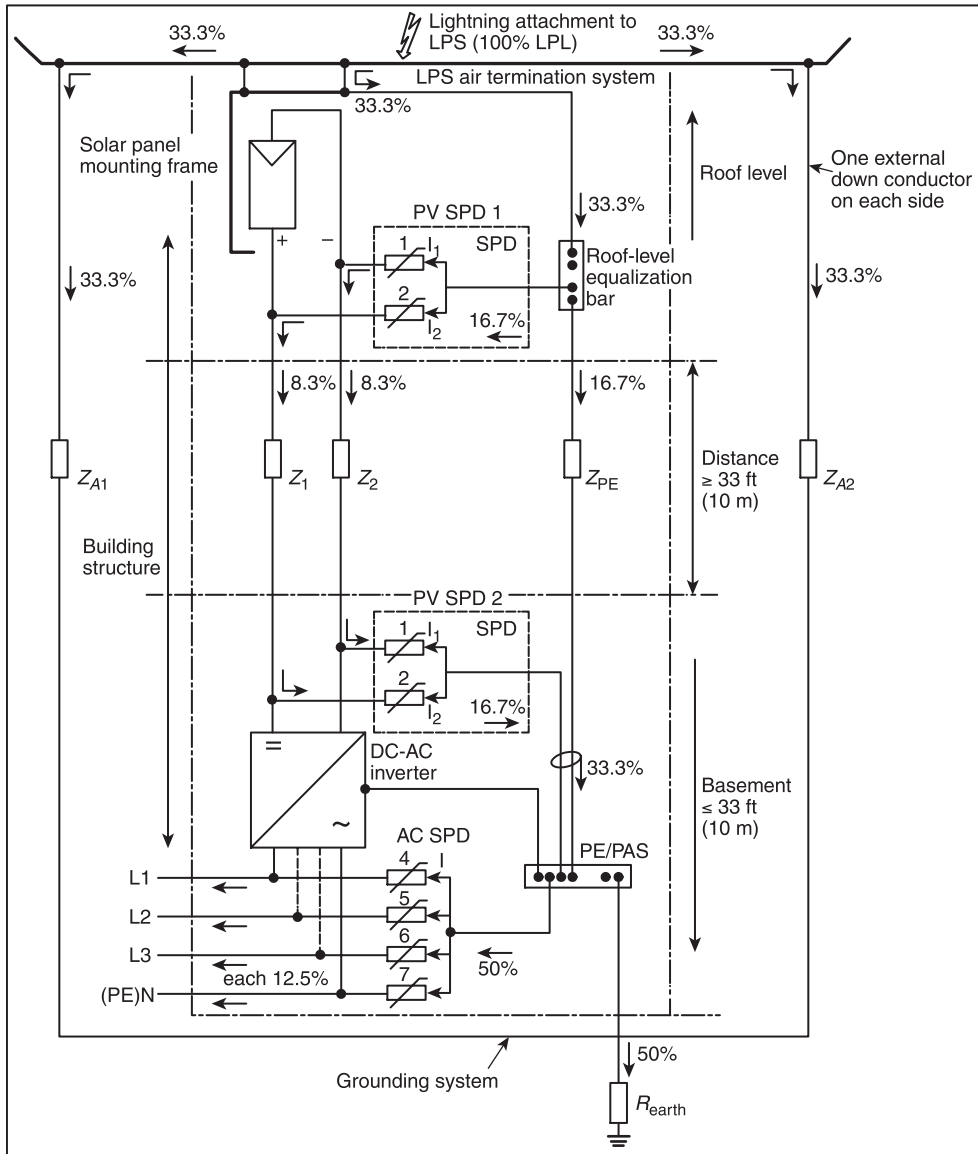 Lightning attachment to
LPS (100% LPL)
33.3%
33.3%
LPS air termination system
33.3%
Solar panel
mounting frame
Roof level
One external
down conductor
on each side
33.3%
PV SPD 1
SPD
1
I1
+
–
2
I2
16.7%
Roof-level
equalization
bar
33.3%
33.3%
8.3%
8.3%
16.7%
ZA1
Z1
Z2
ZPE
ZA2
Distance
≥ 33 ft
(10 m)
Building
structure
PV SPD 2
SPD
1
I1
2
I2
16.7%
=
~
DC-AC
inverter
33.3%
Basement
≤ 33 ft
(10 m)
AC SPD
PE/PAS
L1
4
I
L2
5
L3
6
each 12.5%
50%
(PE)N
7
50%
Grounding system
Rearth